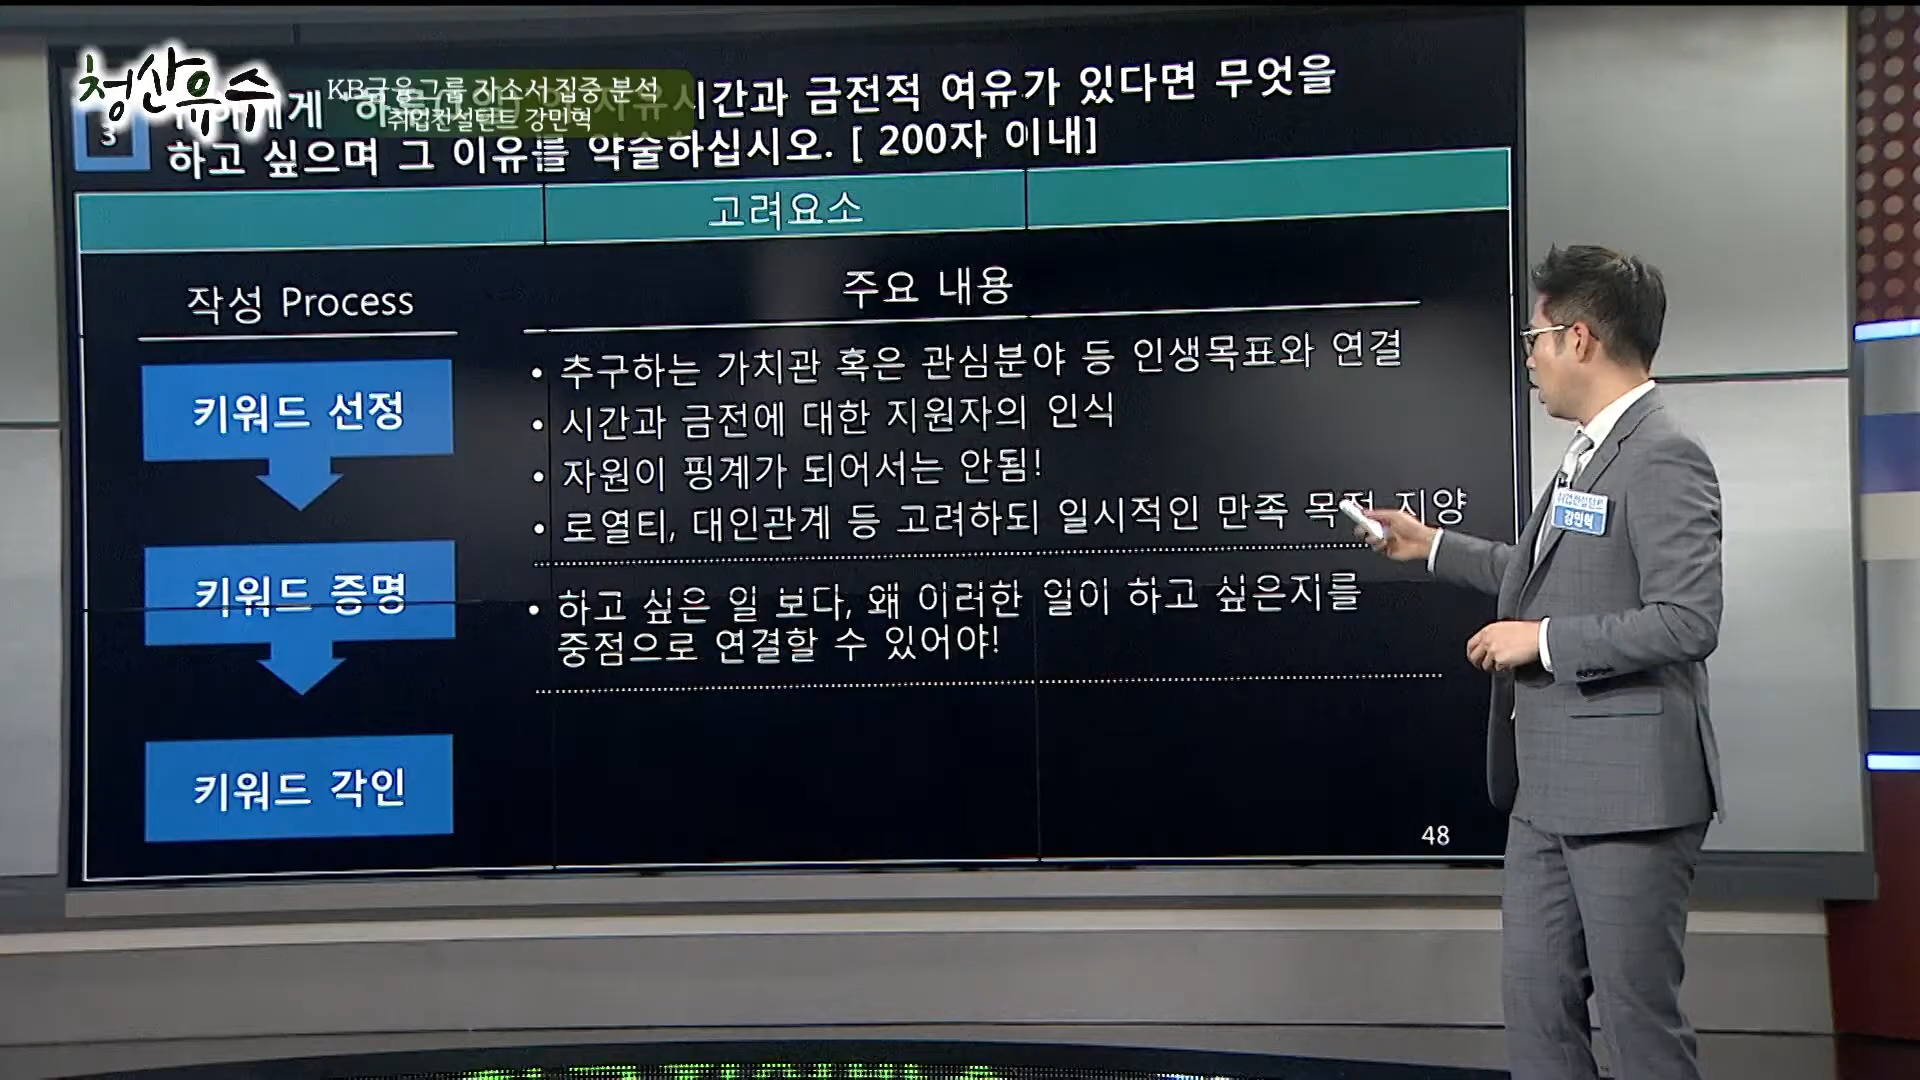 청산유수
KB금융그룹 자소서 집중 분석
취업컨설턴트 강민혁
3
시간과 금전적 여유가 있다면 무엇을
하고 싶으며 그 이유를 약술하십시오. [ 200자 이내]
고려요소
작성 Process
주요 내용
키워드 선정
• 추구하는 가치관 혹은 관심분야 등 인생목표와 연결
• 시간과 금전에 대한 지원자의 인식
• 자원이 핑계가 되어서는 안됨!
• 로열티, 대인관계 등 고려하되 일시적인 만족 목적 지양
키워드 증명
• 하고 싶은 일 보다, 왜 이러한 일이 하고 싶은지를
중점으로 연결할 수 있어야!
키워드 각인
48
취업컨설턴트
강민혁